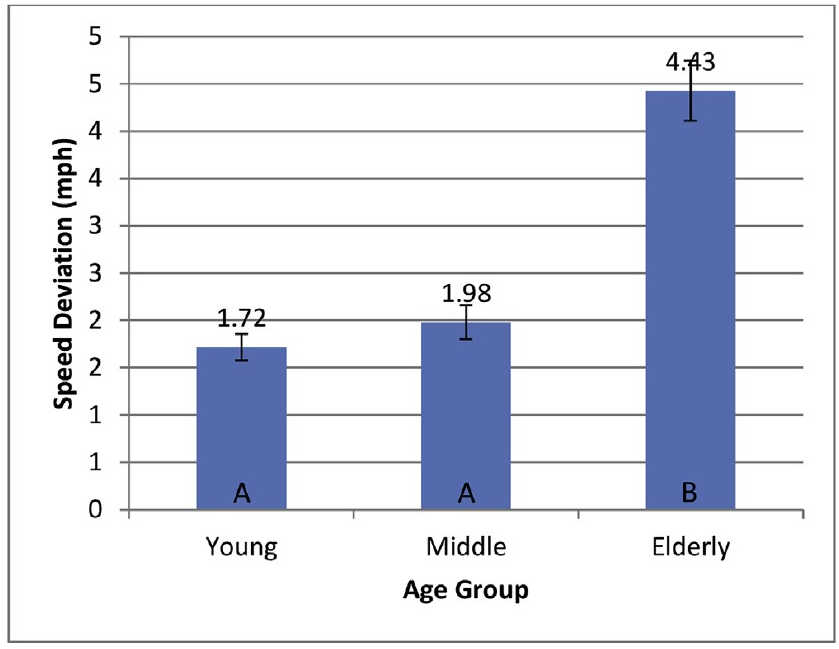 5
5
4
4
3
3
2
2
1
1
0
Speed Deviation (mph)
1.72
1.98
4.43
A
A
B
Young
Middle
Elderly
Age Group